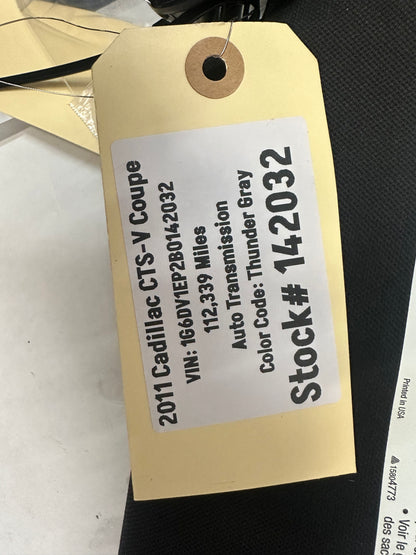 2011 Cadillac CTS-V Coupe
VIN: 1G6DV1EP2B0142032
112,339 Miles
Auto Transmission
Color Code: Thunder Gray
Stock# 142032
Printed in USA
15804773
• Voir le
des sac